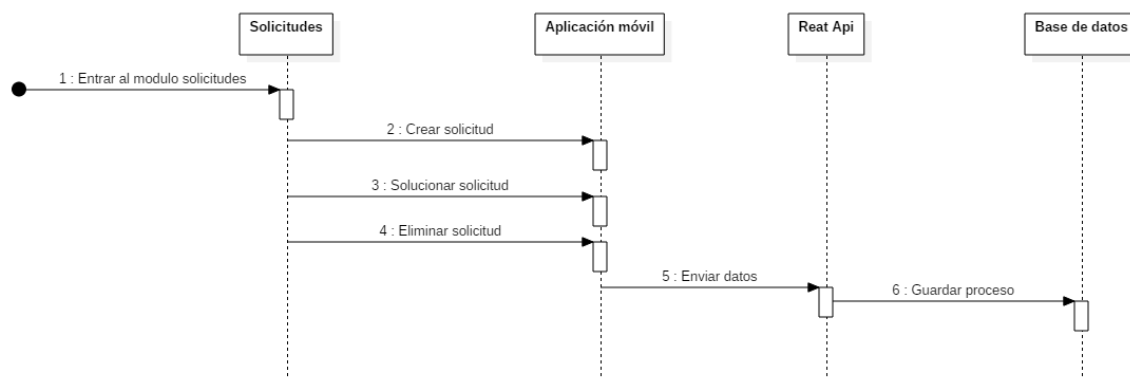 Solicitudes
Aplicación móvil
Reat Api
Base de datos
1 : Entrar al modulo solicitudes
2 : Crear solicitud
3 : Solucionar solicitud
4 : Eliminar solicitud
5 : Enviar datos
6 : Guardar proceso